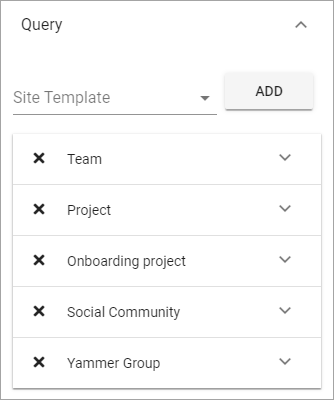 Query
Site Template
ADD
Team
Project
Onboarding project
Social Community
Yammer Group